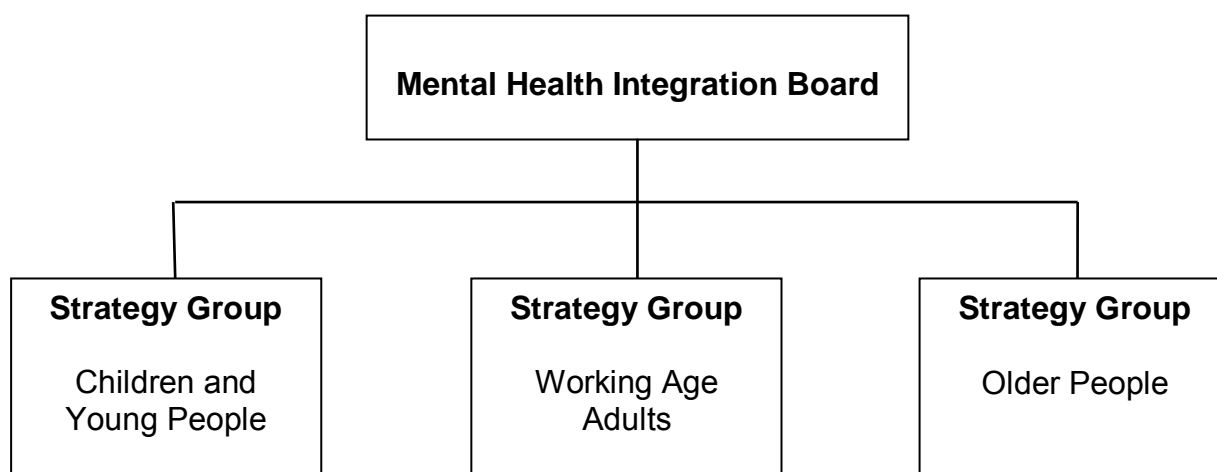 Mental Health Integration Board
Strategy Group
Children and
Young People
Strategy Group
Working Age
Adults
Strategy Group
Older People